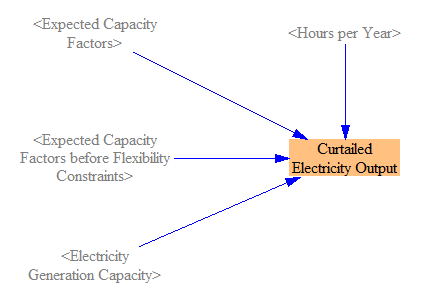 <Expected Capacity
Factors>
<Hours per Year>
<Expected Capacity
Factors before Flexibility
Constraints>
Curtailed
Electricity Output
<Electricity
Generation Capacity>